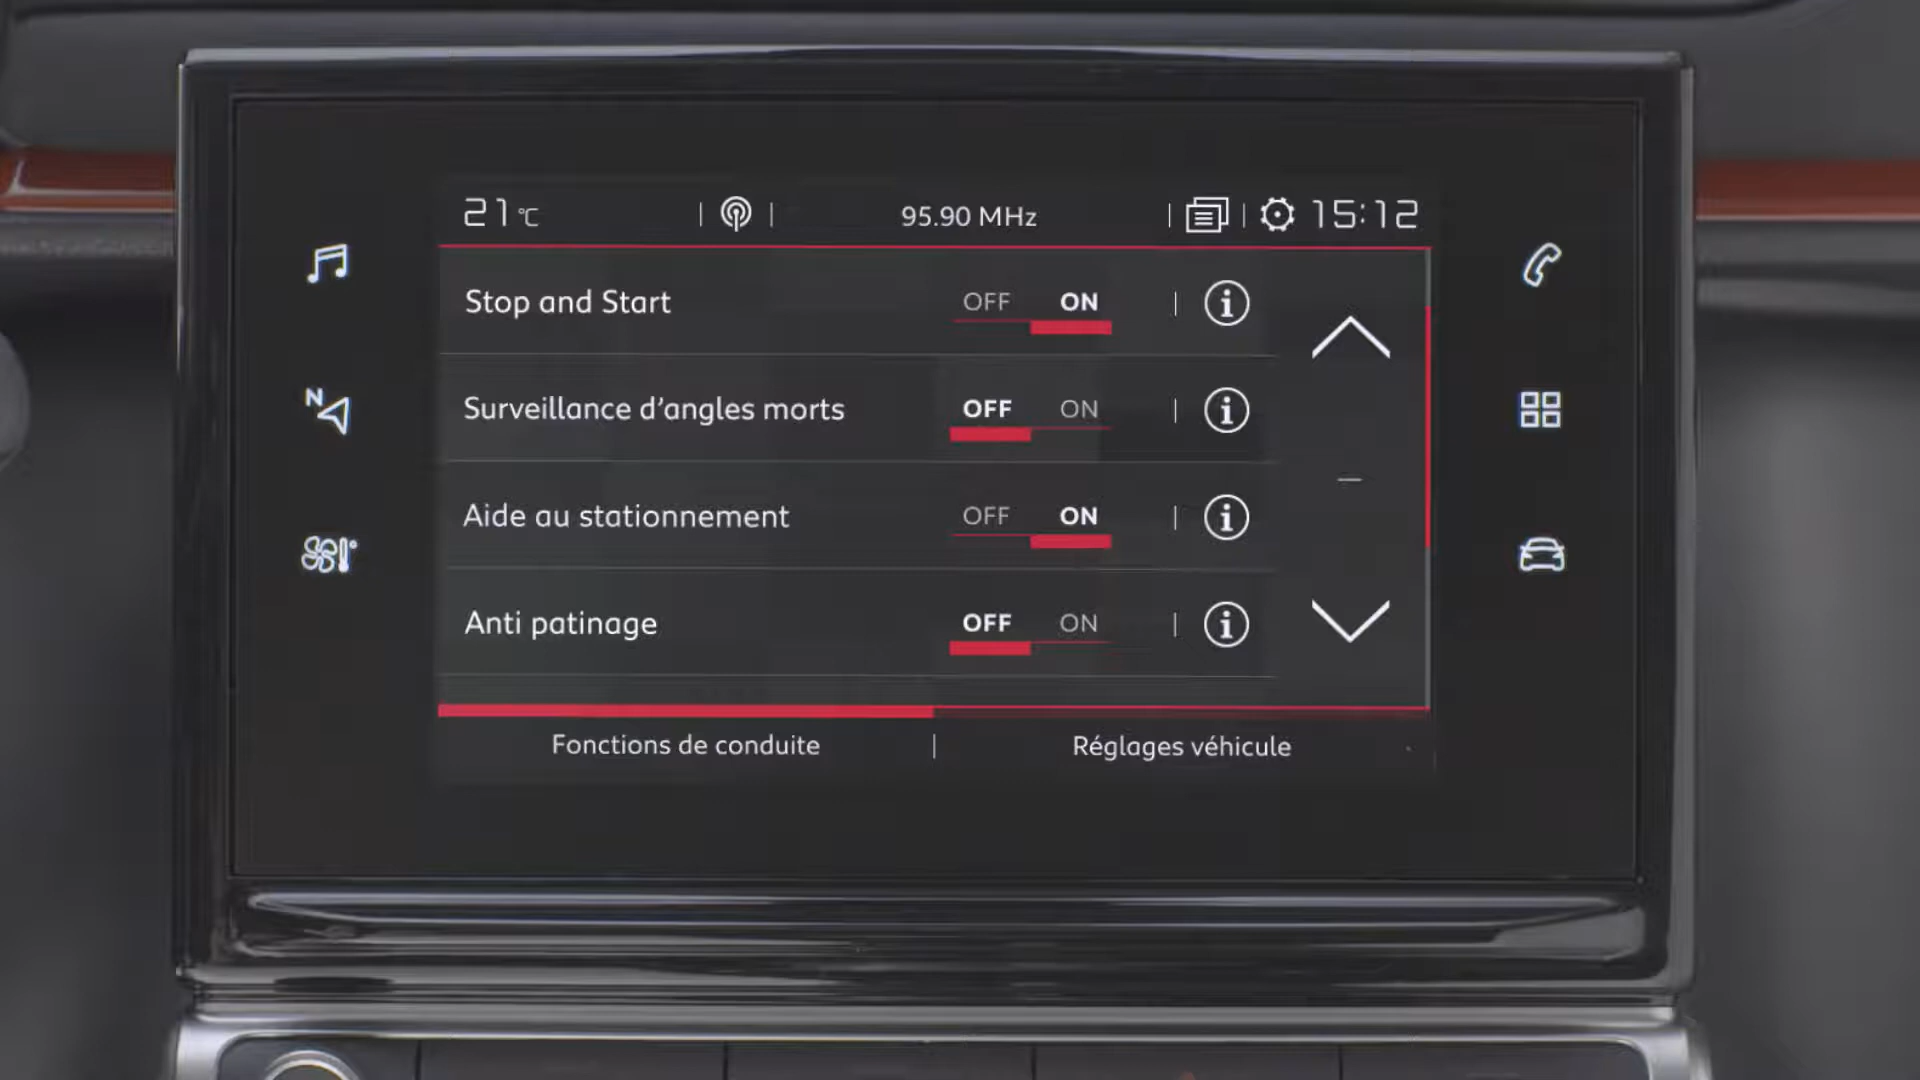 21 °C
95.90 MHz
15:12
Stop and Start OFF ON
Surveillance d’angles morts OFF ON
Aide au stationnement OFF ON
Anti patinage OFF ON
Fonctions de conduite
Réglages véhicule
N